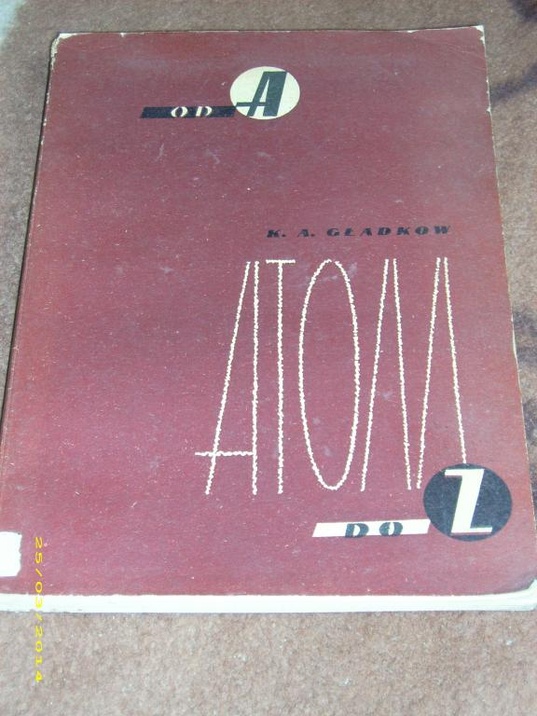 OD A
K. A. GŁADKOW
ATOM
DO Z
25/03/2014